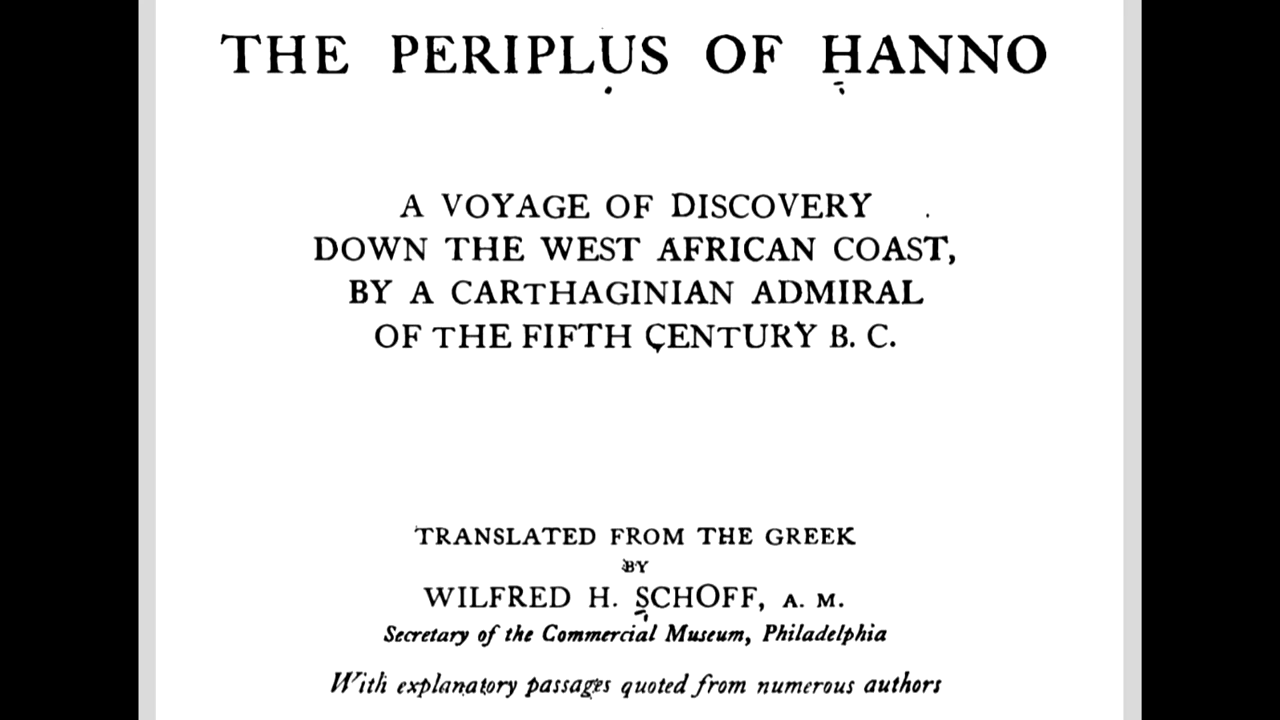 THE PERIPLUS OF HANNO
A VOYAGE OF DISCOVERY
DOWN THE WEST AFRICAN COAST,
BY A CARTHAGINIAN ADMIRAL
OF THE FIFTH CENTURY B. C.
TRANSLATED FROM THE GREEK
BY
WILFRED H. SCHOFF, A. M.
Secretary of the Commercial Museum, Philadelphia
With explanatory passages quoted from numerous authors